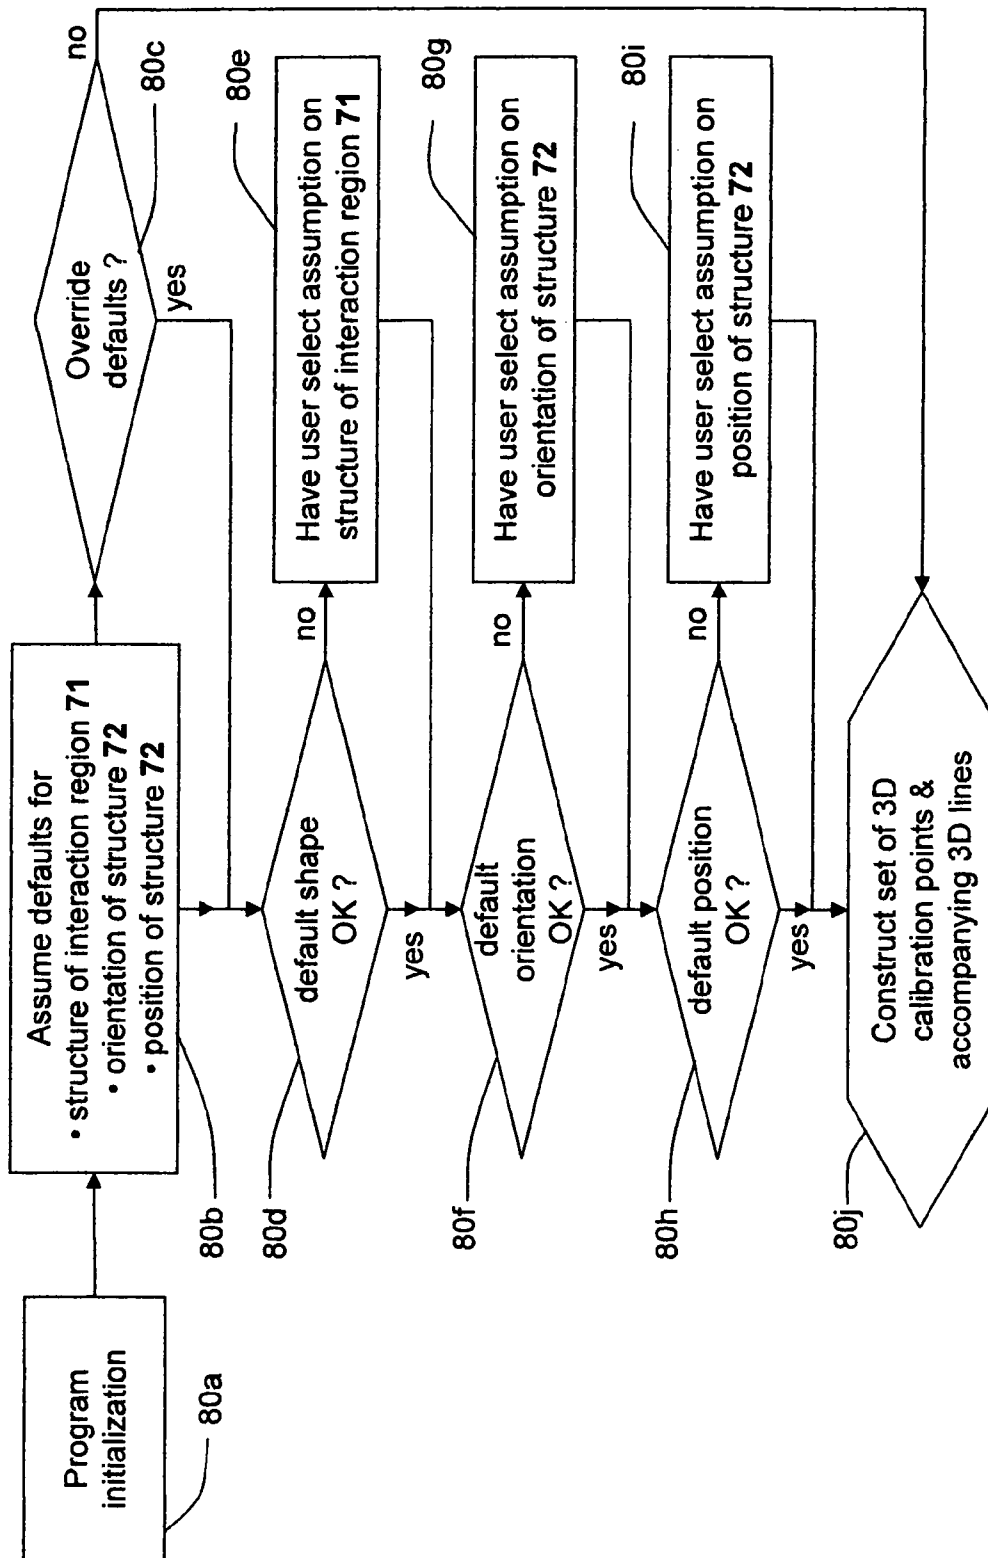 Program
initialization
80a
Assume defaults for
• structure of interaction region 71
• orientation of structure 72
• position of structure 72
80b
Override
defaults ?
80c
no
yes
default shape
OK ?
80d
no
yes
Have user select assumption on
structure of interaction region 71
80e
default
orientation
OK ?
80f
no
yes
Have user select assumption on
orientation of structure 72
80g
default position
OK ?
80h
no
yes
Have user select assumption on
position of structure 72
80i
Construct set of 3D
calibration points &
accompanying 3D lines
80j